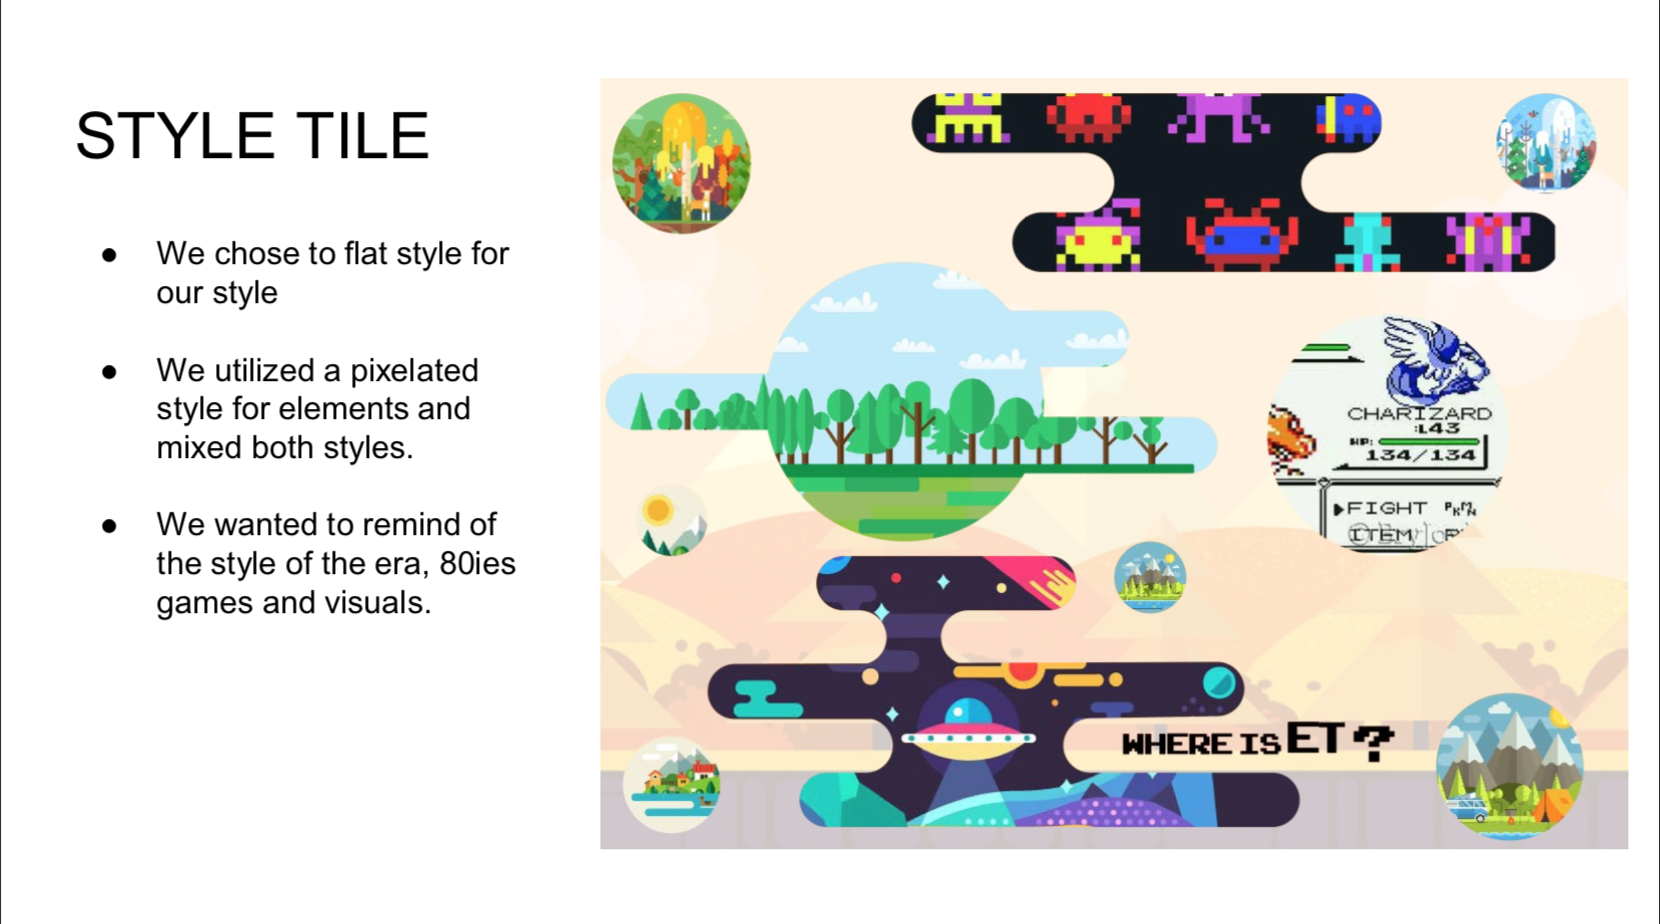 STYLE TILE
● We chose to flat style for
our style
● We utilized a pixelated
style for elements and
mixed both styles.
● We wanted to remind of
the style of the era, 80ies
games and visuals.
CHARIZARD
:L43
HP:
134/134
▶FIGHT PKMN
ITEM
WHERE IS ET?